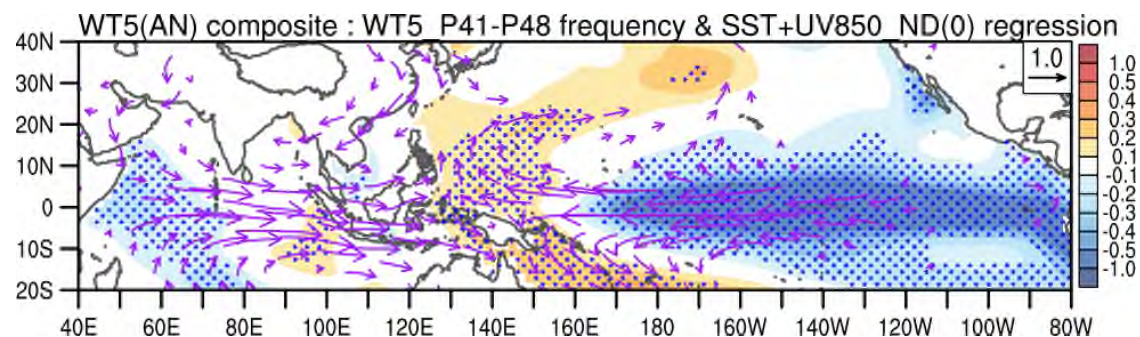 WT5(AN) composite : WT5_P41-P48 frequency & SST+UV850_ND(0) regression
40N
30N
20N
10N
0
10S
20S
40E 60E 80E 100E 120E 140E 160E 180 160W 140W 120W 100W 80W
1.0
1.0
0.5
0.4
0.3
0.2
0.1
-0.1
-0.2
-0.3
-0.4
-0.5
-1.0